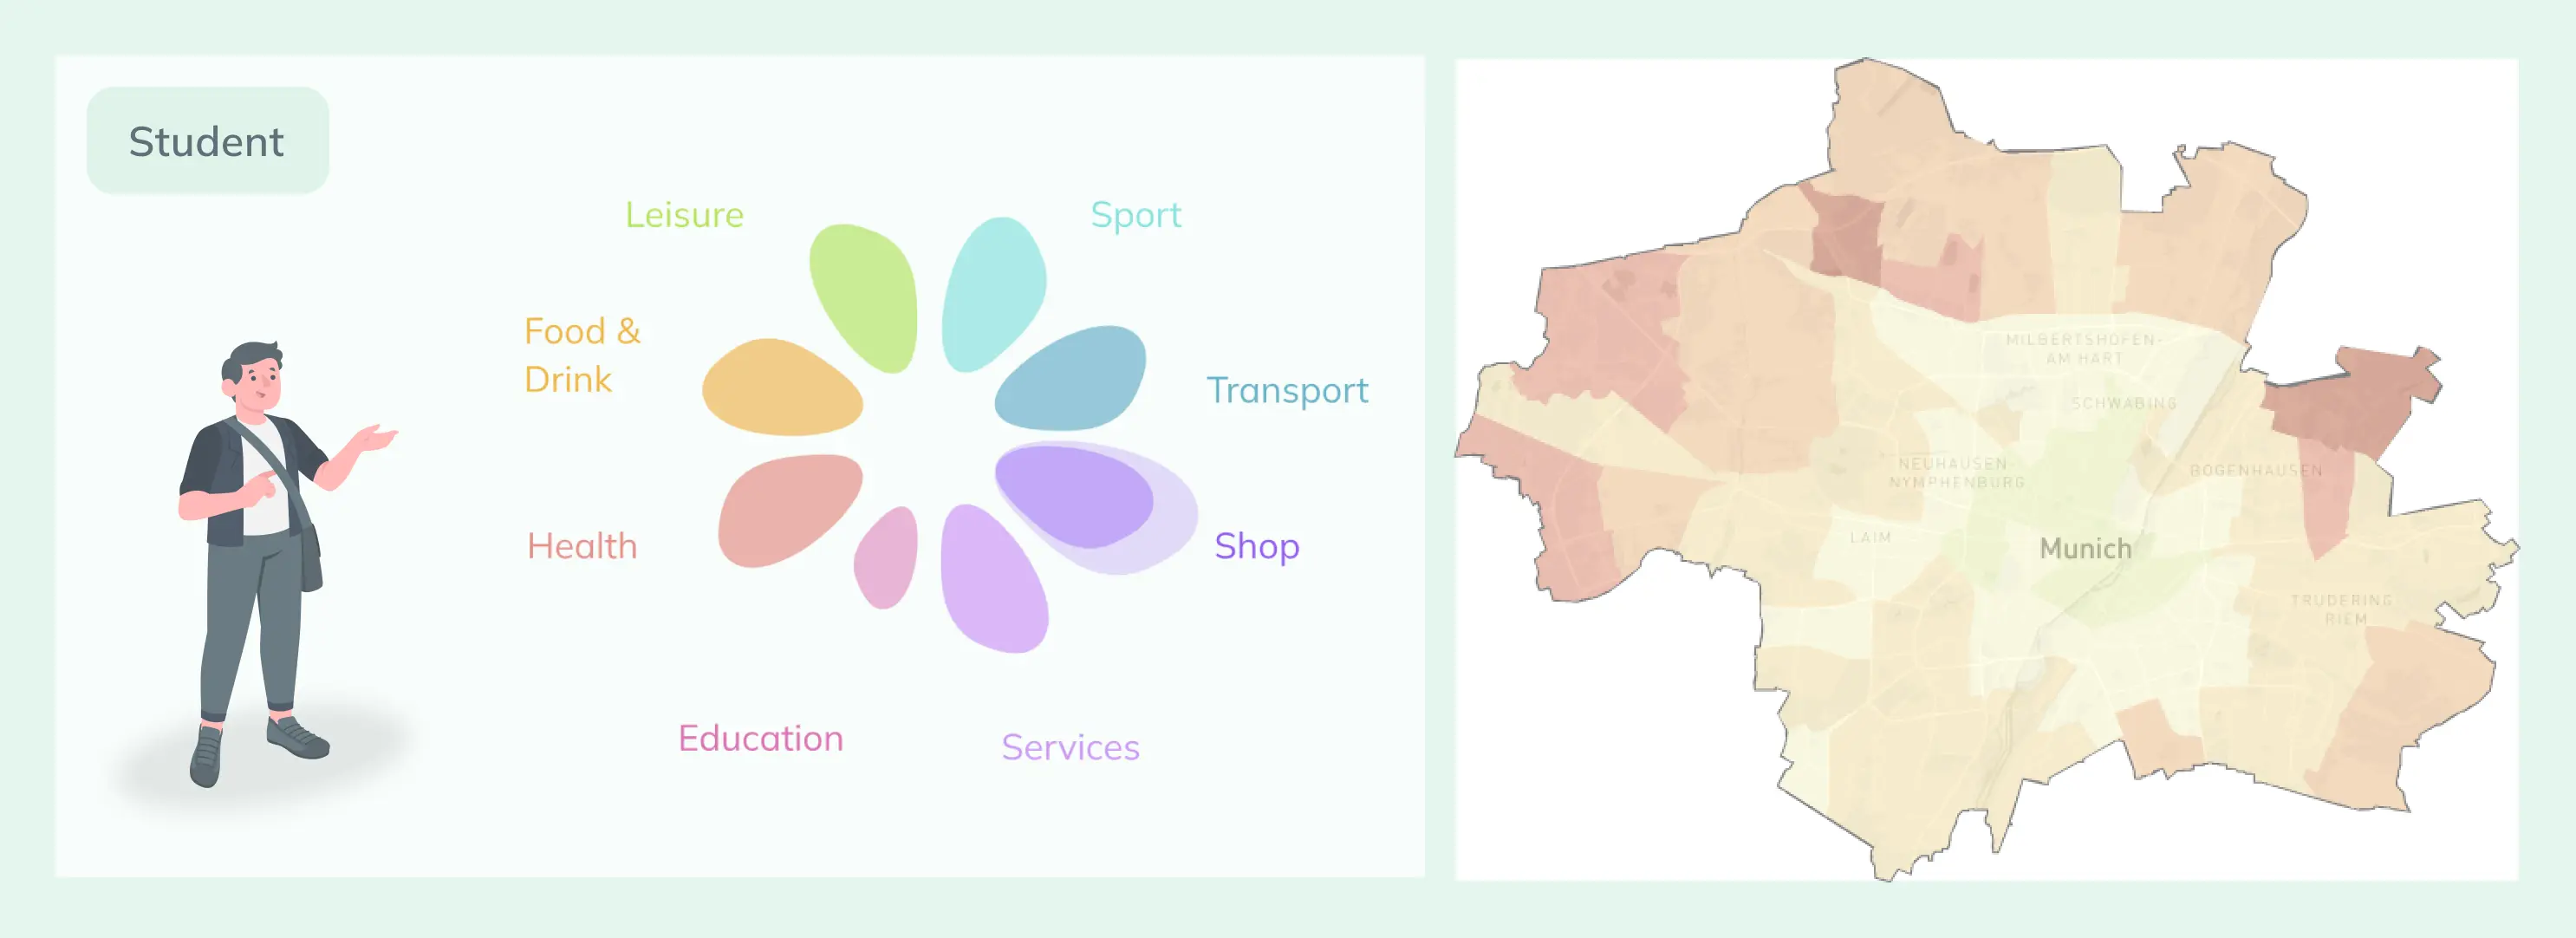 Student
Leisure
Sport
Food &
Drink
Transport
Health
Shop
Education
Services
MILBERTSHOFEN-
AM HART
SCHWABING
NEUHAUSEN-
NYMPHENBURG
BOGENHAUSEN
LAIM
Munich
TRUDERING
RIEM